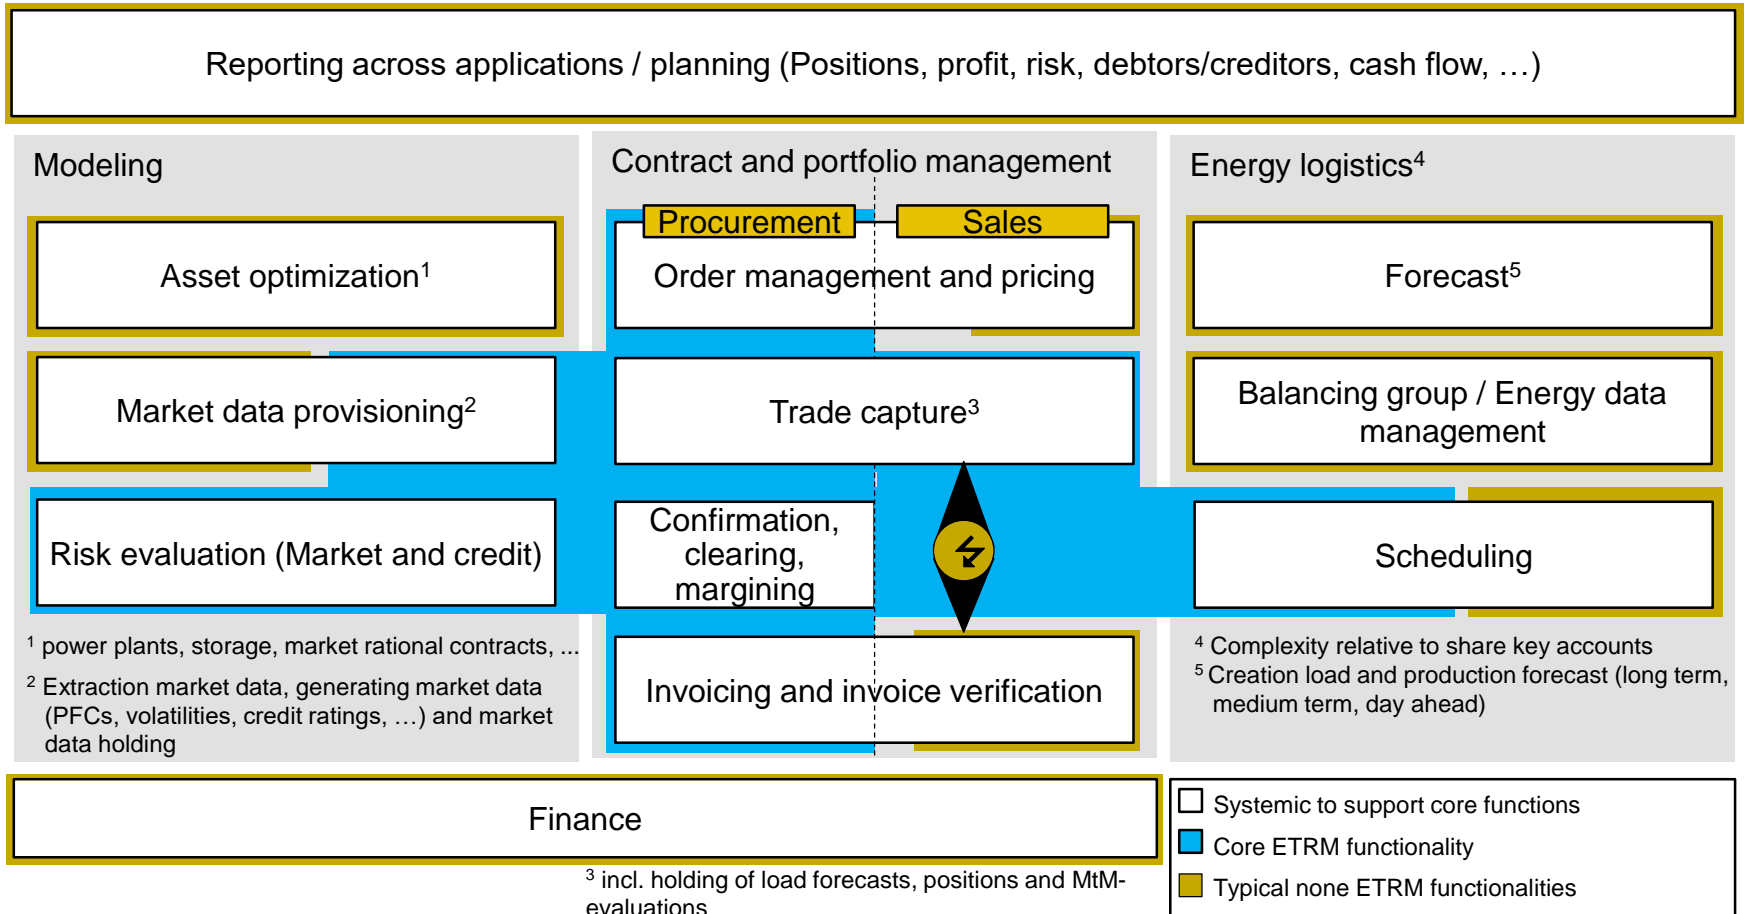 Reporting across applications / planning (Positions, profit, risk, debtors/creditors, cash flow, …)
Modeling
Asset optimization1
Market data provisioning2
Risk evaluation (Market and credit)
1 power plants, storage, market rational contracts, ...
2 Extraction market data, generating market data
(PFCs, volatilities, credit ratings, …) and market
data holding
Contract and portfolio management
Procurement
Sales
Order management and pricing
Trade capture3
Confirmation,
clearing,
margining
Invoicing and invoice verification
Energy logistics4
Forecast5
Balancing group / Energy data
management
Scheduling
4 Complexity relative to share key accounts
5 Creation load and production forecast (long term,
medium term, day ahead)
Finance
3 incl. holding of load forecasts, positions and MtM-
evaluations
Systemic to support core functions
Core ETRM functionality
Typical none ETRM functionalities